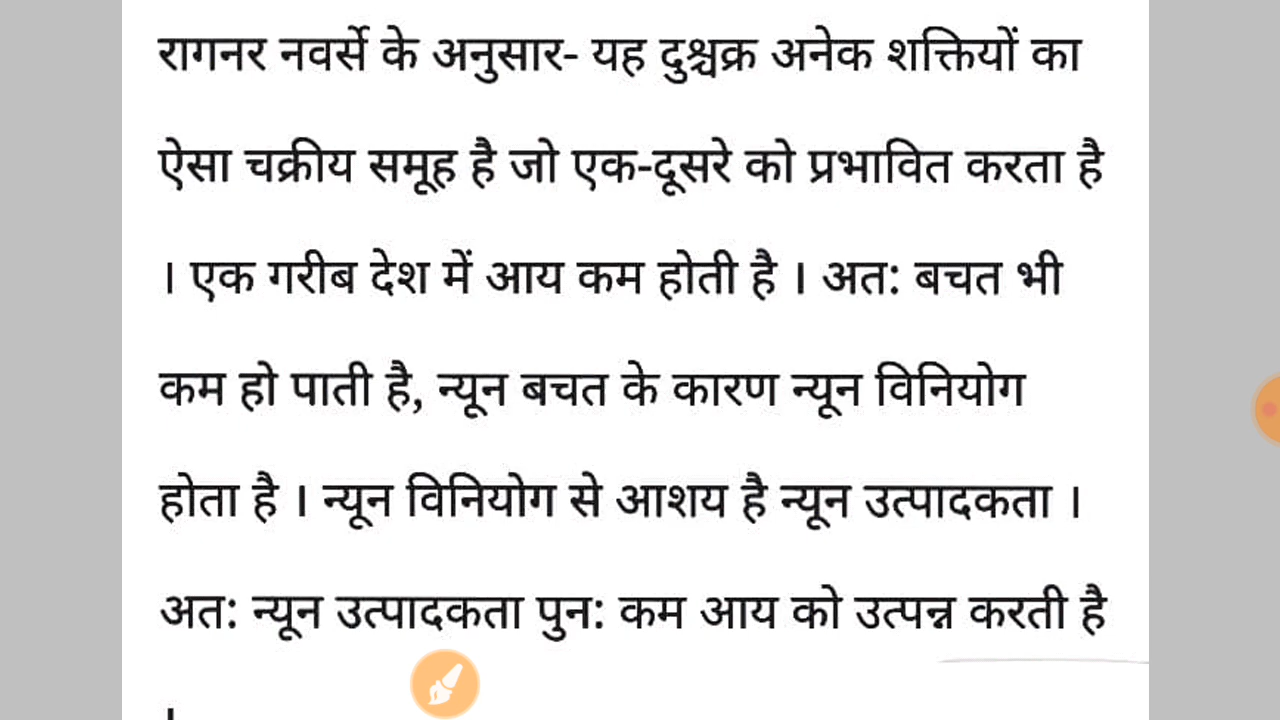 रागनर नवर्से के अनुसार- यह दुश्चक्र अनेक शक्तियों का
ऐसा चक्रीय समूह है जो एक-दूसरे को प्रभावित करता है
। एक गरीब देश में आय कम होती है । अत: बचत भी
कम हो पाती है, न्यून बचत के कारण न्यून विनियोग
होता है । न्यून विनियोग से आशय है न्यून उत्पादकता ।
अत: न्यून उत्पादकता पुन: कम आय को उत्पन्न करती है
।